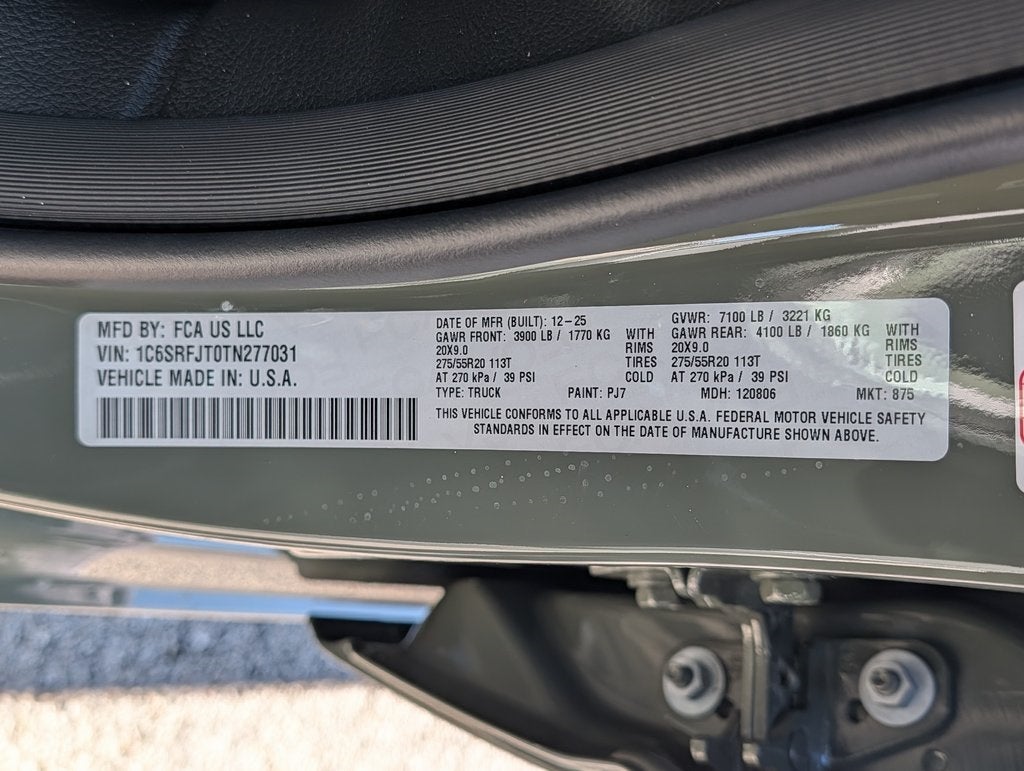 MFD BY: FCA US LLC
VIN: 1C6SRFJT0TN277031
VEHICLE MADE IN: U.S.A.
DATE OF MFR (BUILT): 12-25
GAWR FRONT: 3900 LB / 1770 KG WITH
20X9.0 RIMS
275/55R20 113T TIRES
AT 270 kPa / 39 PSI COLD
GVWR: 7100 LB / 3221 KG
GAWR REAR: 4100 LB / 1860 KG WITH
20X9.0 RIMS
275/55R20 113T TIRES
AT 270 kPa / 39 PSI COLD
TYPE: TRUCK PAINT: PJ7 MDH: 120806 MKT: 875
THIS VEHICLE CONFORMS TO ALL APPLICABLE U.S.A. FEDERAL MOTOR VEHICLE SAFETY
STANDARDS IN EFFECT ON THE DATE OF MANUFACTURE SHOWN ABOVE.